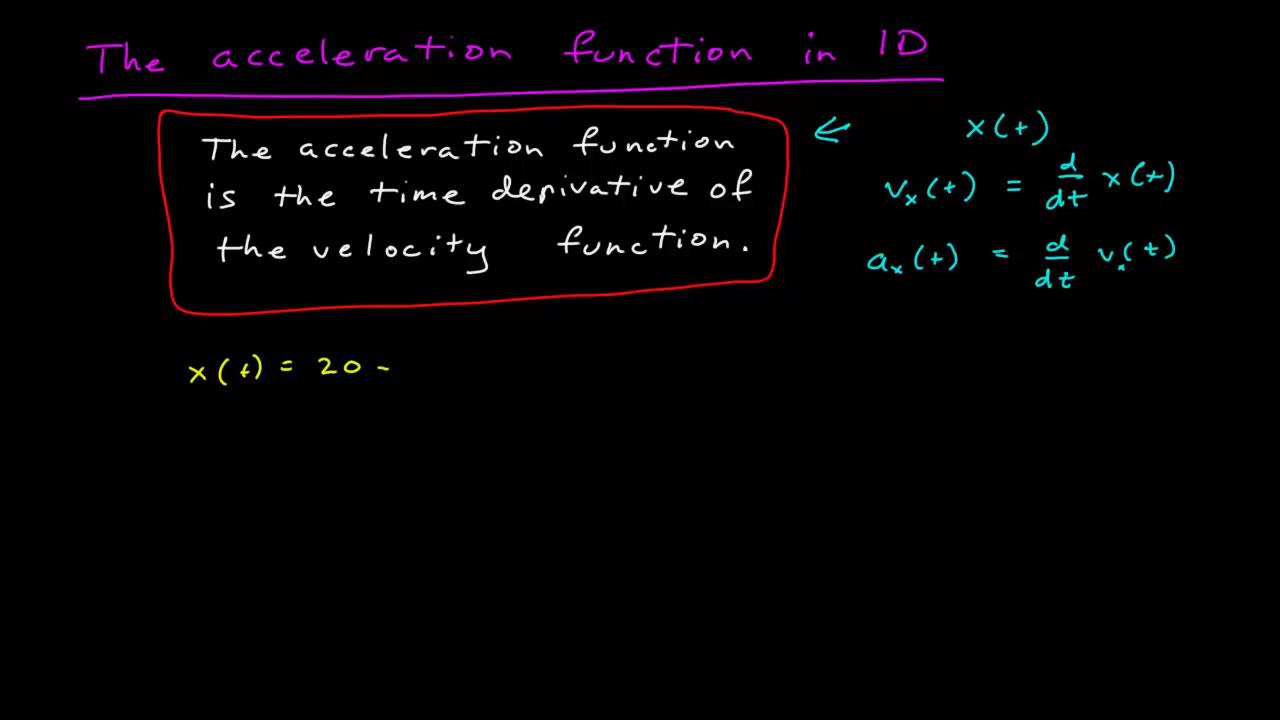 The acceleration function in 1D
The acceleration function
is the time derivative of
the velocity function.
← x(t)
vₓ(t) = d/dt x(t)
aₓ(t) = d/dt vₓ(t)
x(t) = 20 -